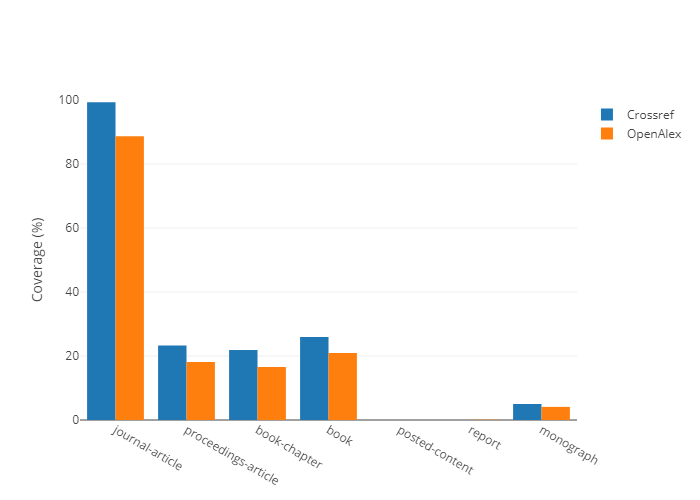 100
80
60
40
20
0
Coverage (%)
journal-article
proceedings-article
book-chapter
book
posted-content
report
monograph
Crossref
OpenAlex